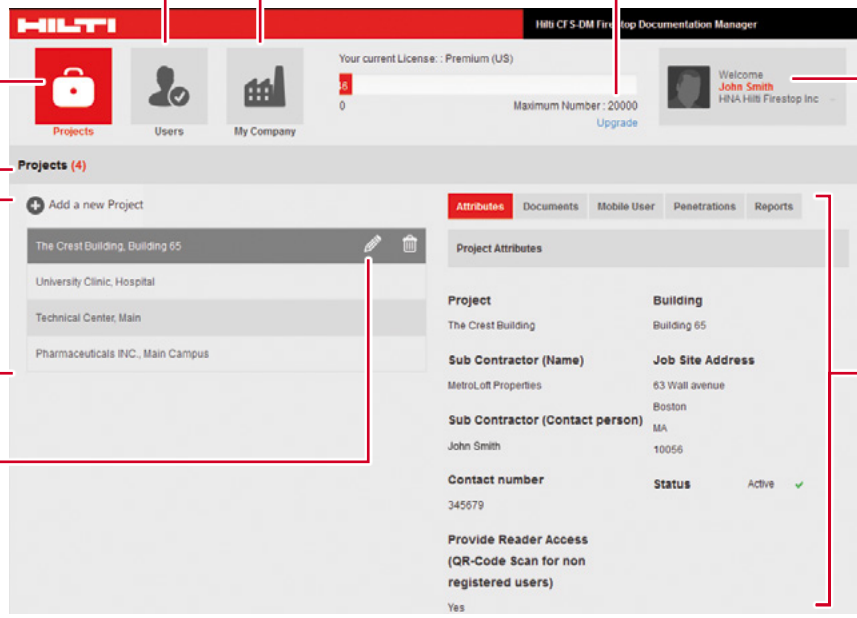 HILTI
Hilti CFS-DM Firestop Documentation Manager
Your current License: : Premium (US)
0
Maximum Number : 20000
Upgrade
Projects
Users
My Company
Welcome
John Smith
HNA Hilti Firestop Inc
Projects (4)
Add a new Project
The Crest Building, Building 65
University Clinic, Hospital
Technical Center, Main
Pharmaceuticals INC., Main Campus
Attributes Documents Mobile User Penetrations Reports
Project Attributes
Project
The Crest Building
Building
Building 65
Sub Contractor (Name)
MetroLoft Properties
Job Site Address
63 Wall avenue
Boston
MA
10056
Sub Contractor (Contact person)
John Smith
Contact number
345679
Status Active
Provide Reader Access
(QR-Code Scan for non
registered users)
Yes